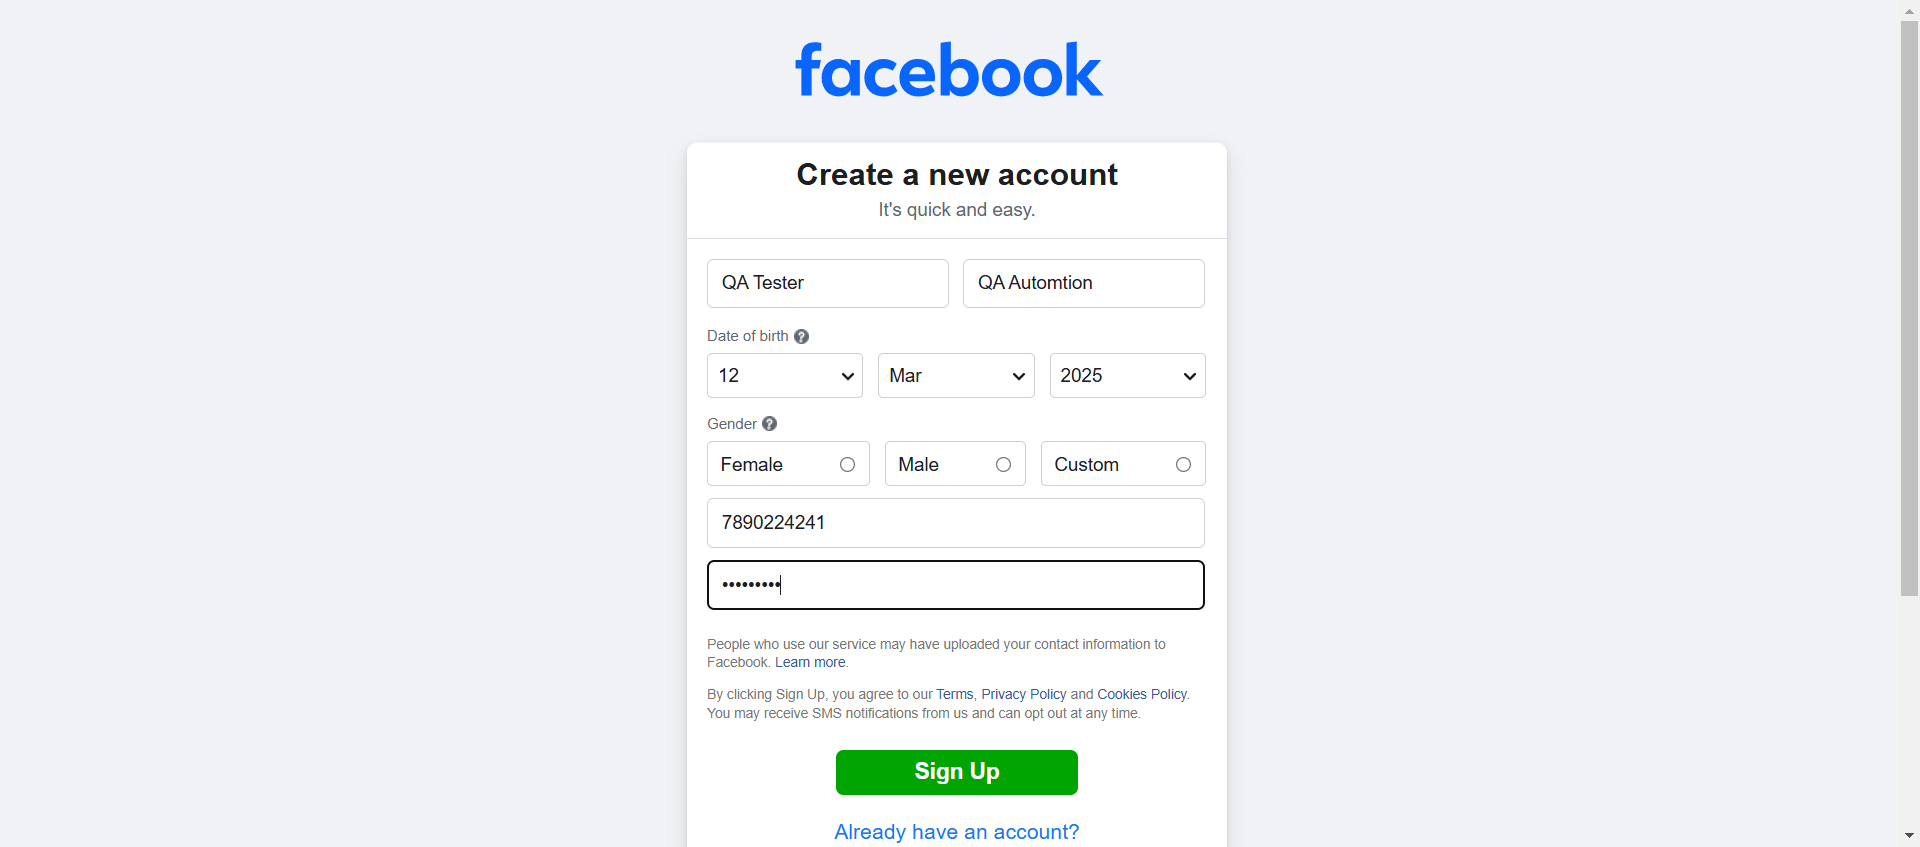 facebook
Create a new account
It's quick and easy.
QA Tester QA Automtion
Date of birth ?
12 Mar 2025
Gender ?
Female Male Custom
7890224241
•••••••••
People who use our service may have uploaded your contact information to
Facebook. Learn more.
By clicking Sign Up, you agree to our Terms, Privacy Policy and Cookies Policy.
You may receive SMS notifications from us and can opt out at any time.
Sign Up
Already have an account?